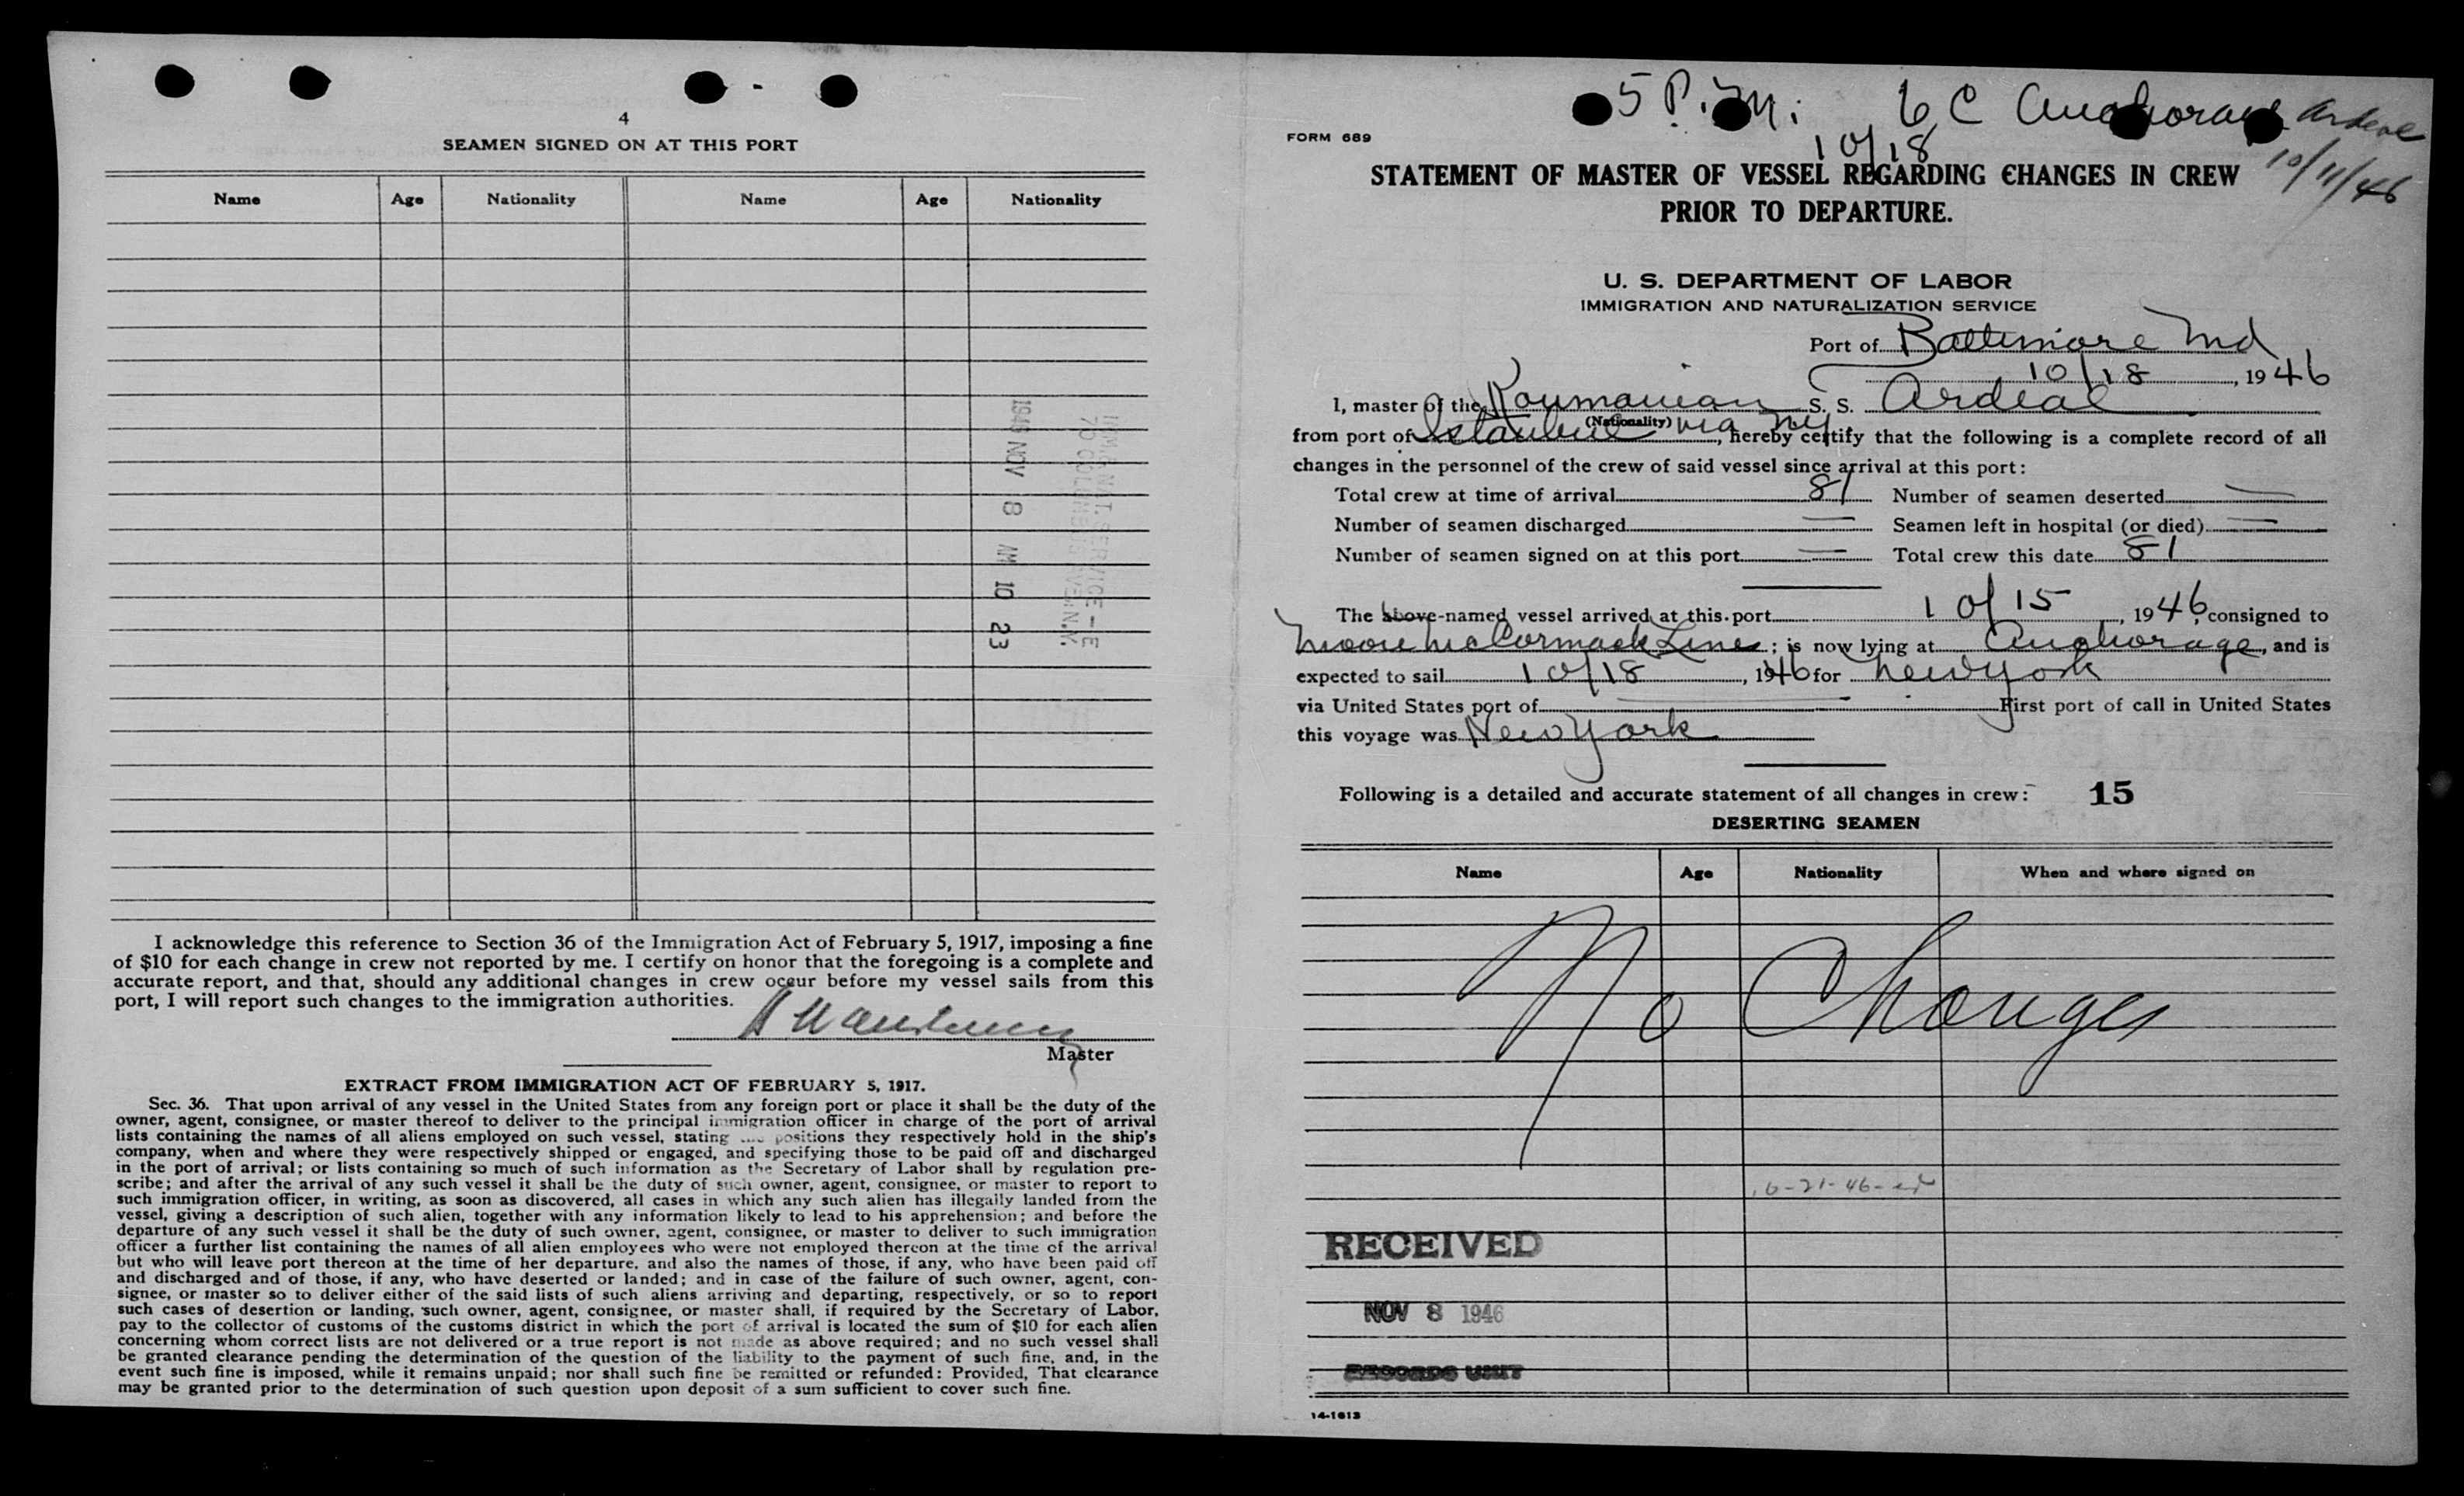 4
SEAMEN SIGNED ON AT THIS PORT
Name Age Nationality Name Age Nationality
1946 NOV 8 AM 10 23
I acknowledge this reference to Section 36 of the Immigration Act of February 5, 1917, imposing a fine
of $10 for each change in crew not reported by me. I certify on honor that the foregoing is a complete and
accurate report, and that, should any additional changes in crew occur before my vessel sails from this
port, I will report such changes to the immigration authorities.
Master
EXTRACT FROM IMMIGRATION ACT OF FEBRUARY 5, 1917.
Sec. 36. That upon arrival of any vessel in the United States from any foreign port or place it shall be the duty of the
owner, agent, consignee, or master thereof to deliver to the principal immigration officer in charge of the port of arrival
lists containing the names of all aliens employed on such vessel, stating the positions they respectively hold in the ship's
company, when and where they were respectively shipped or engaged, and specifying those to be paid off and discharged
in the port of arrival; or lists containing so much of such information as the Secretary of Labor shall by regulation pre-
scribe; and after the arrival of any such vessel it shall be the duty of such owner, agent, consignee, or master to report to
such immigration officer, in writing, as soon as discovered, all cases in which any such alien has illegally landed from the
vessel, giving a description of such alien, together with any information likely to lead to his apprehension; and before the
departure of any such vessel it shall be the duty of such owner, agent, consignee, or master to deliver to such immigration
officer a further list containing the names of all alien employees who were not employed thereon at the time of the arrival
but who will leave port thereon at the time of her departure, and also the names of those, if any, who have been paid off
and discharged and of those, if any, who have deserted or landed; and in case of the failure of such owner, agent, con-
signee, or master so to deliver either of the said lists of such aliens arriving and departing, respectively, or so to report
such cases of desertion or landing, such owner, agent, consignee, or master shall, if required by the Secretary of Labor,
pay to the collector of customs of the customs district in which the port of arrival is located the sum of $10 for each alien
concerning whom correct lists are not delivered or a true report is not made as above required; and no such vessel shall
be granted clearance pending the determination of the question of the liability to the payment of such fine, and, in the
event such fine is imposed, while it remains unpaid; nor shall such fine be remitted or refunded: Provided, That clearance
may be granted prior to the determination of such question upon deposit of a sum sufficient to cover such fine.
5 P.M. 6 C Anchorage Ardeal
10/18
10/11/46
FORM 689
STATEMENT OF MASTER OF VESSEL REGARDING CHANGES IN CREW
PRIOR TO DEPARTURE.
U. S. DEPARTMENT OF LABOR
IMMIGRATION AND NATURALIZATION SERVICE
Port of Baltimore Md
10/18, 1946
I, master of the Roumanian S. S. Ardeal
(Nationality)
from port of Istanbul via NY, hereby certify that the following is a complete record of all
changes in the personnel of the crew of said vessel since arrival at this port:
Total crew at time of arrival 81 Number of seamen deserted —
Number of seamen discharged — Seamen left in hospital (or died) —
Number of seamen signed on at this port — Total crew this date 81
The above-named vessel arrived at this port 10/15, 1946, consigned to
Moore McCormack Lines; is now lying at Anchorage, and is
expected to sail 10/18, 1946 for New York
via United States port of — First port of call in United States
this voyage was New York
Following is a detailed and accurate statement of all changes in crew: 15
DESERTING SEAMEN
Name Age Nationality When and where signed on
No Changes
RECEIVED
NOV 8 1946
RECORDS UNIT
14-1613